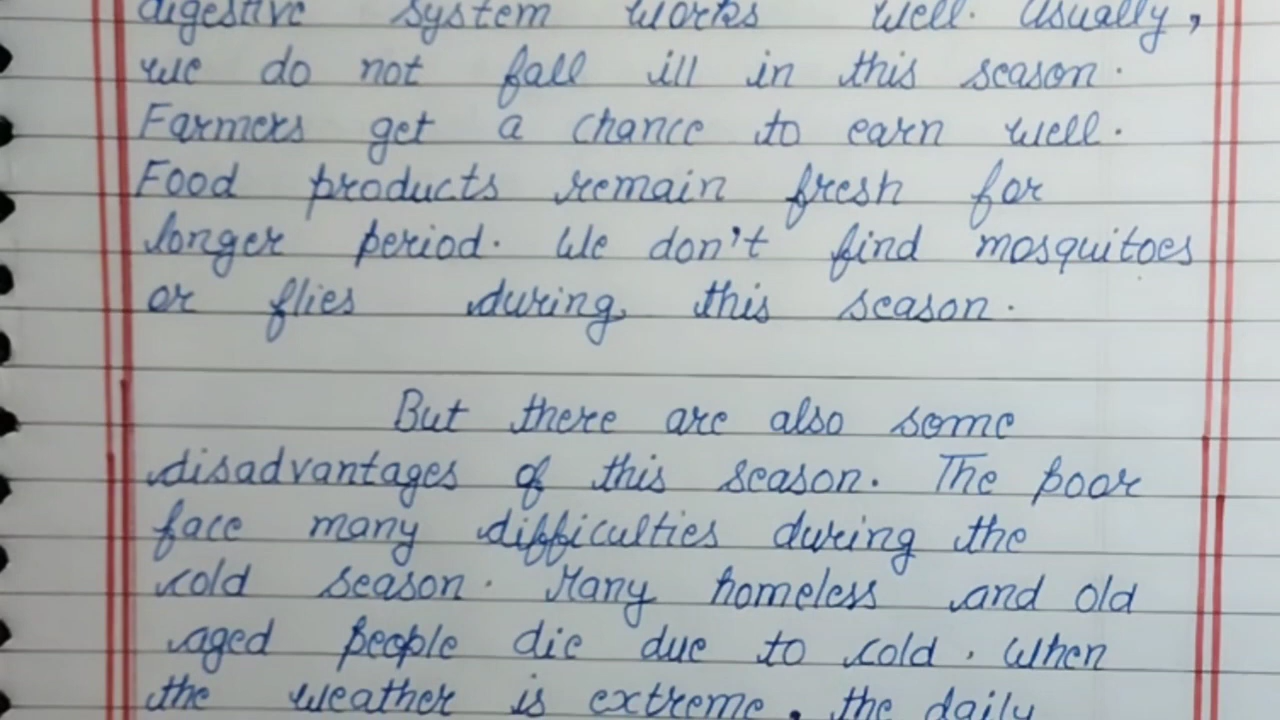 digestive system works well. Usually,
we do not fall ill in this season.
Farmers get a chance to earn well.
Food products remain fresh for
longer period. We don't find mosquitoes
or flies during this season.
But there are also some
disadvantages of this season. The poor
face many difficulties during the
cold season. Many homeless and old
aged people die due to cold. When
the weather is extreme, the daily